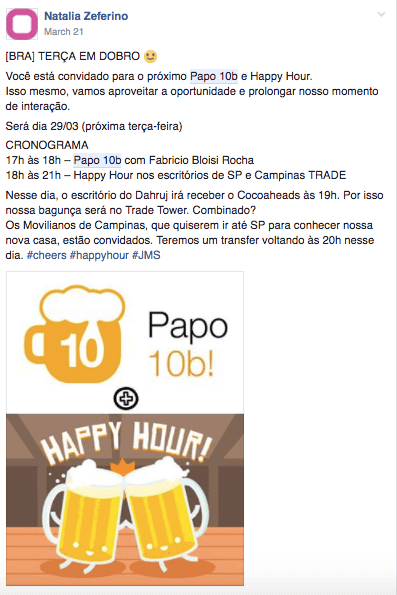 Natalia Zeferino
March 21
[BRA] TERÇA EM DOBRO
Você está convidado para o próximo Papo 10b e Happy Hour.
Isso mesmo, vamos aproveitar a oportunidade e prolongar nosso momento
de interação.
Será dia 29/03 (próxima terça-feira)
CRONOGRAMA
17h às 18h – Papo 10b com Fabricio Bloisi Rocha
18h às 21h – Happy Hour nos escritórios de SP e Campinas TRADE
Nesse dia, o escritório do Dahruj irá receber o Cocoaheads às 19h. Por isso
nossa bagunça será no Trade Tower. Combinado?
Os Movilianos de Campinas, que quiserem ir até SP para conhecer nossa
nova casa, estão convidados. Teremos um transfer voltando às 20h nesse
dia. #cheers #happyhour #JMS
10
Papo
10b!
HAPPY HOUR!